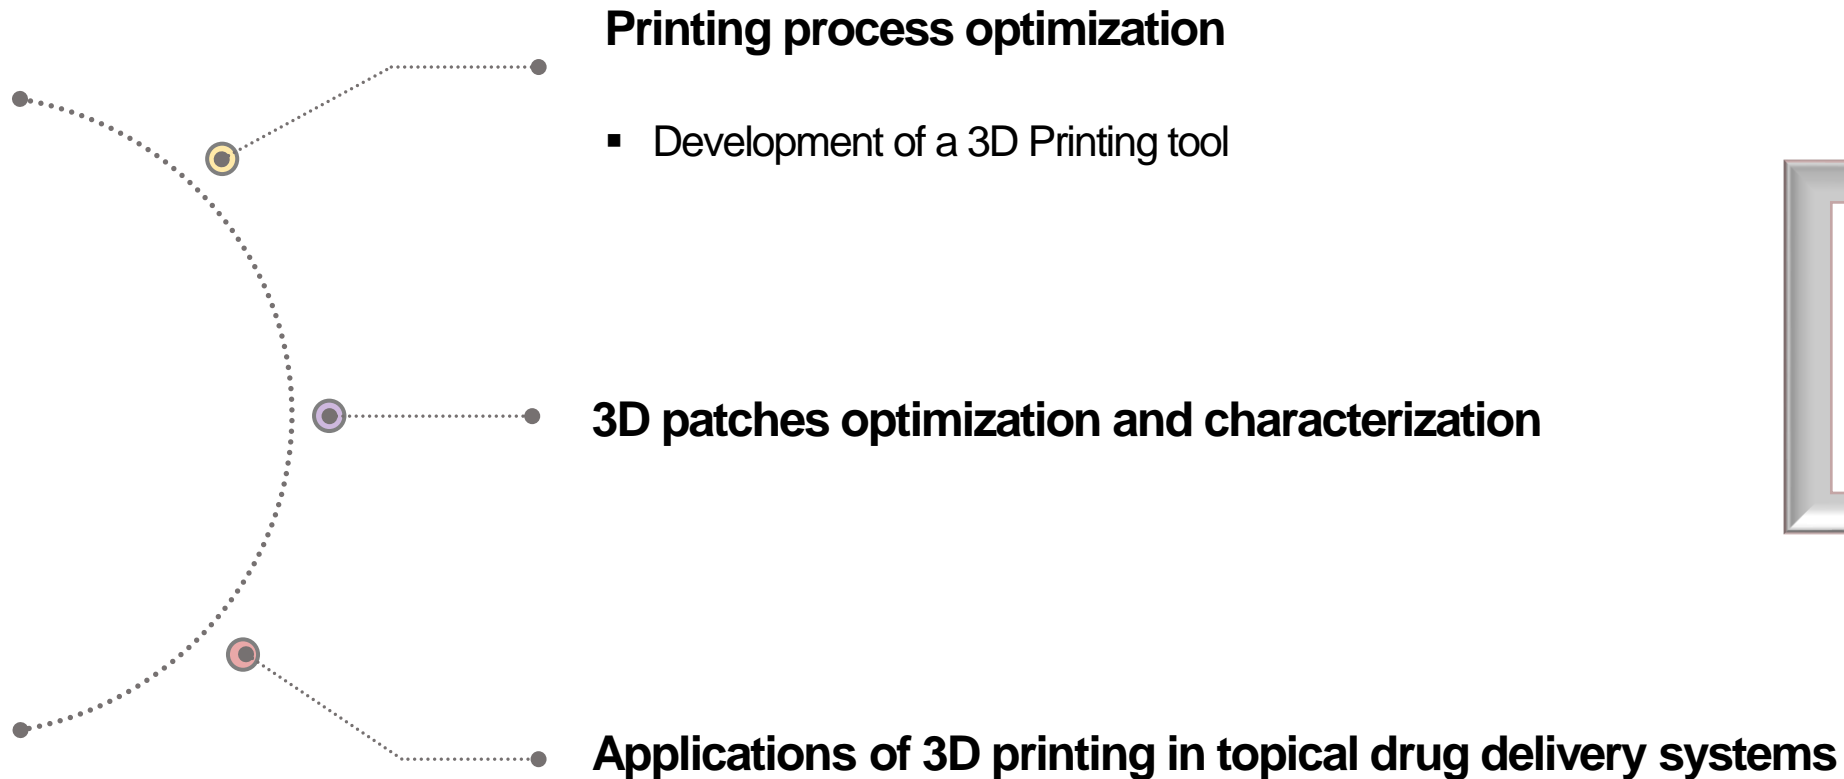 Printing process optimization
▪ Development of a 3D Printing tool
3D patches optimization and characterization
Applications of 3D printing in topical drug delivery systems